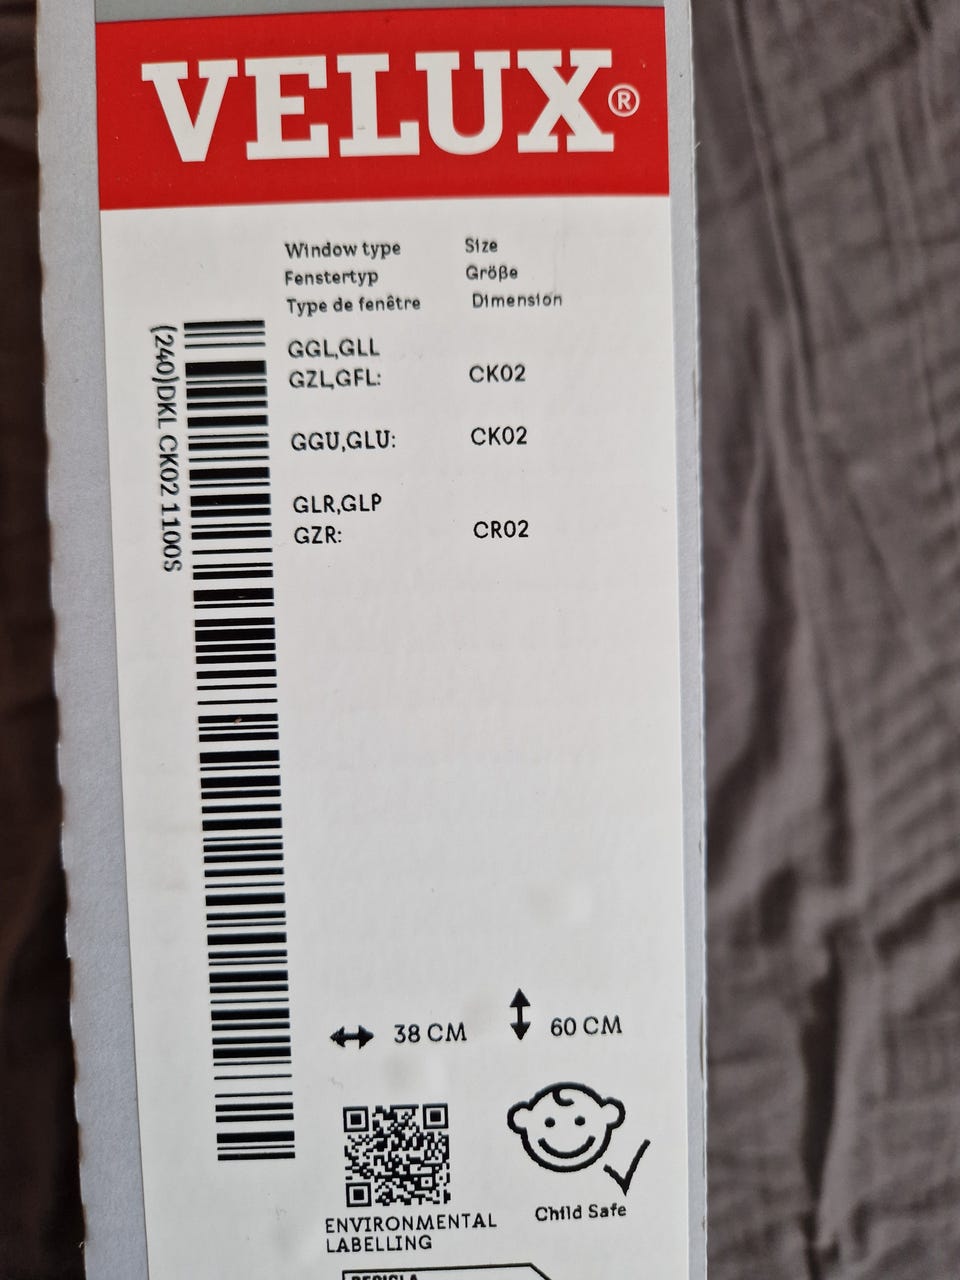 VELUX®
Window type Size
Fenstertyp Größe
Type de fenêtre Dimension
GGL,GLL
GZL,GFL: CK02
GGU,GLU: CK02
GLR,GLP
GZR: CR02
(240)DKL CK02 1100S
38 CM 60 CM
ENVIRONMENTAL
LABELLING
Child Safe